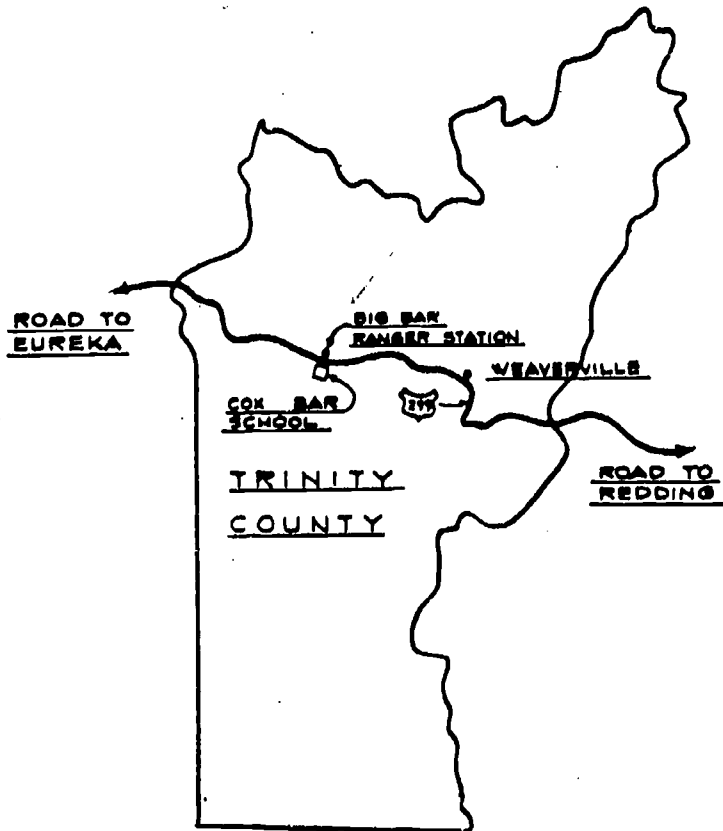 ROAD TO
EUREKA
BIG BAR
RANGER STATION
WEAVERVILLE
COX BAR
SCHOOL
299
TRINITY
COUNTY
ROAD TO
REDDING